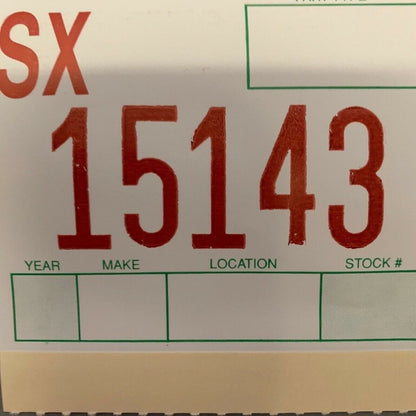 SX
15143
YEAR MAKE LOCATION STOCK #